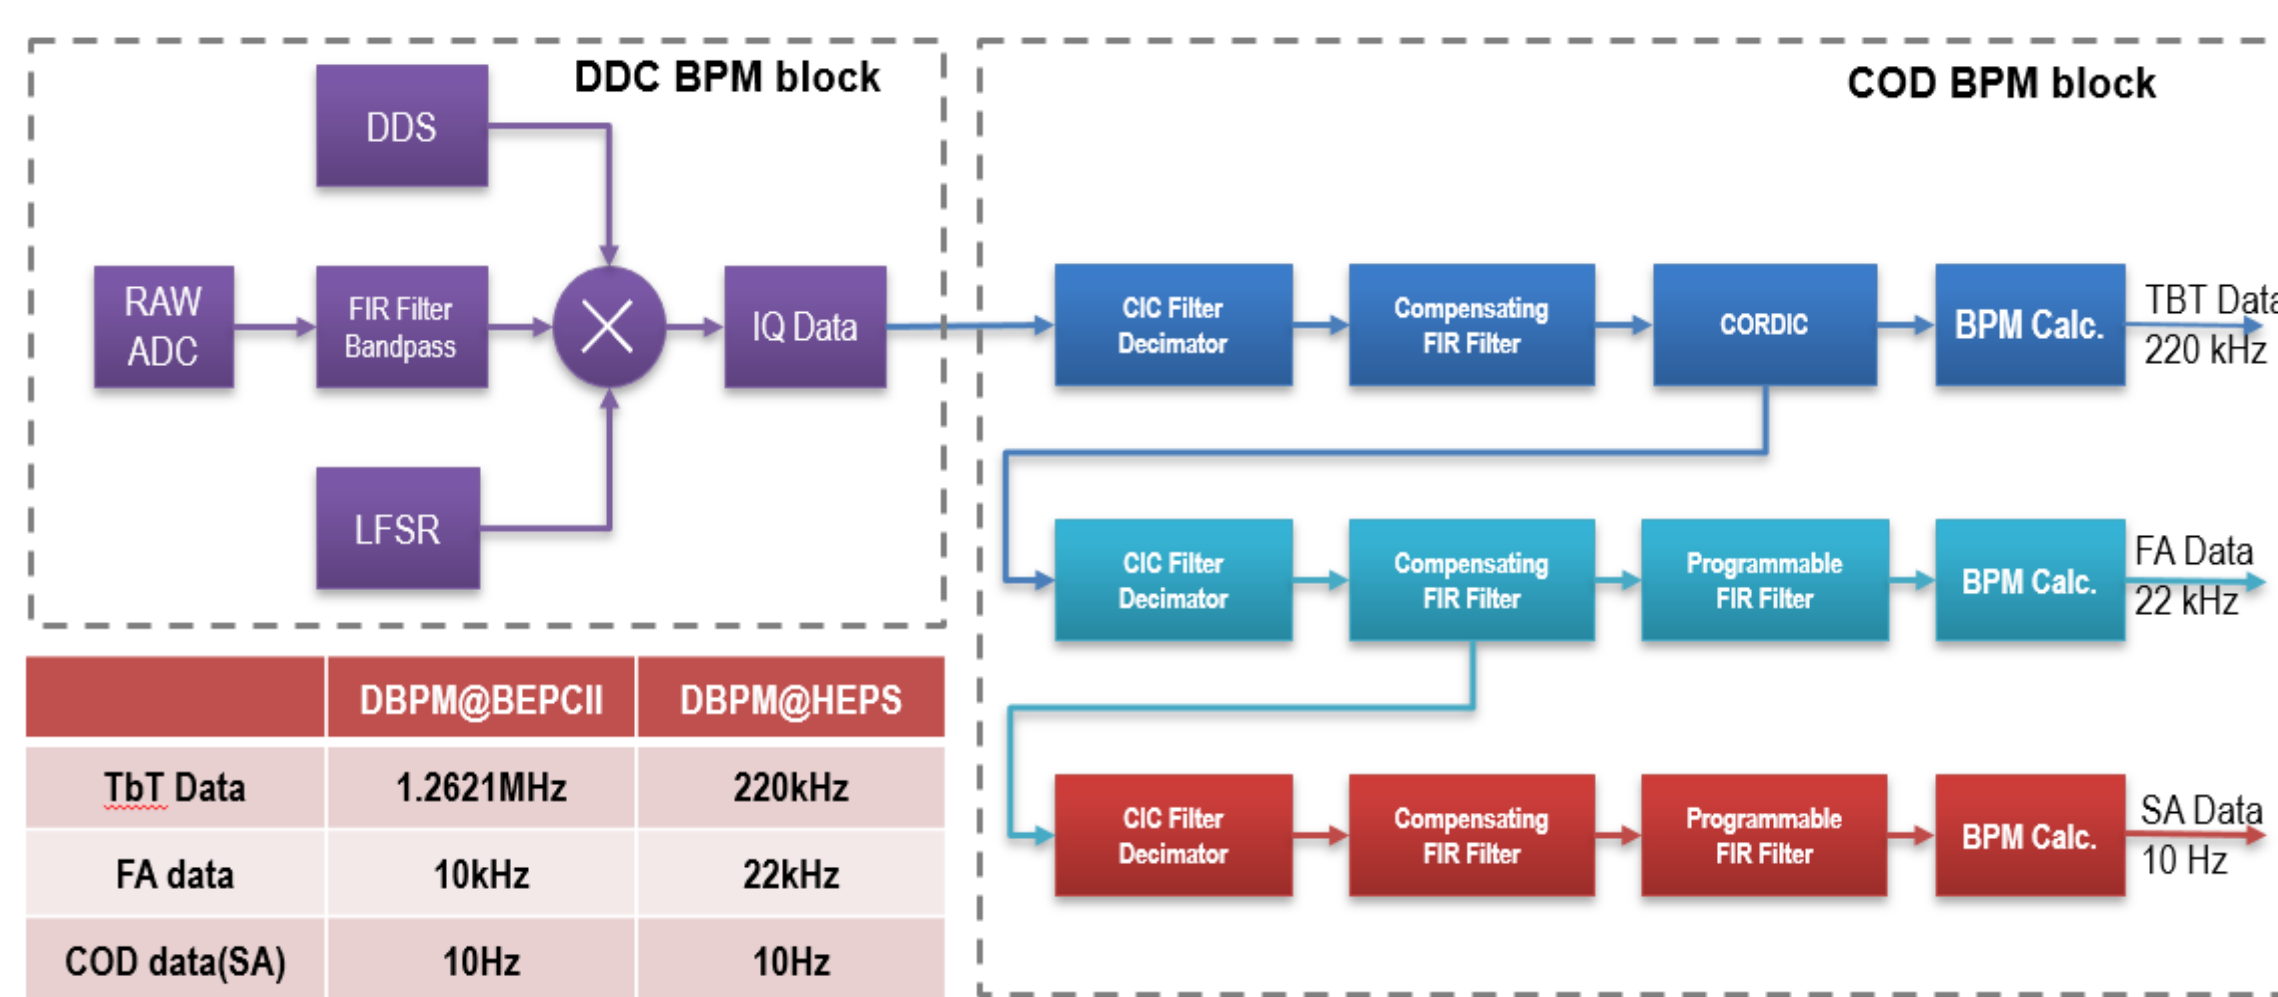 DDC BPM block
DDS
RAW
ADC
FIR Filter
Bandpass
IQ Data
LFSR
COD BPM block
CIC Filter
Decimator
Compensating
FIR Filter
CORDIC
BPM Calc.
TBT Data
220 kHz
CIC Filter
Decimator
Compensating
FIR Filter
Programmable
FIR Filter
BPM Calc.
FA Data
22 kHz
CIC Filter
Decimator
Compensating
FIR Filter
Programmable
FIR Filter
BPM Calc.
SA Data
10 Hz
DBPM@BEPCII DBPM@HEPS
TbT Data 1.2621MHz 220kHz
FA data 10kHz 22kHz
COD data(SA) 10Hz 10Hz